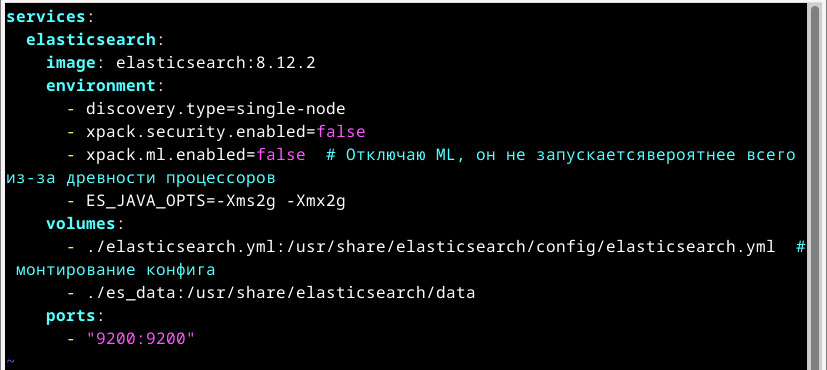 services:
  elasticsearch:
    image: elasticsearch:8.12.2
    environment:
      - discovery.type=single-node
      - xpack.security.enabled=false
      - xpack.ml.enabled=false  # Отключаю ML, он не запускаетсявероятнее всего
из-за древности процессоров
      - ES_JAVA_OPTS=-Xms2g -Xmx2g
    volumes:
      - ./elasticsearch.yml:/usr/share/elasticsearch/config/elasticsearch.yml  #
 монтирование конфига
      - ./es_data:/usr/share/elasticsearch/data
    ports:
      - "9200:9200"
~